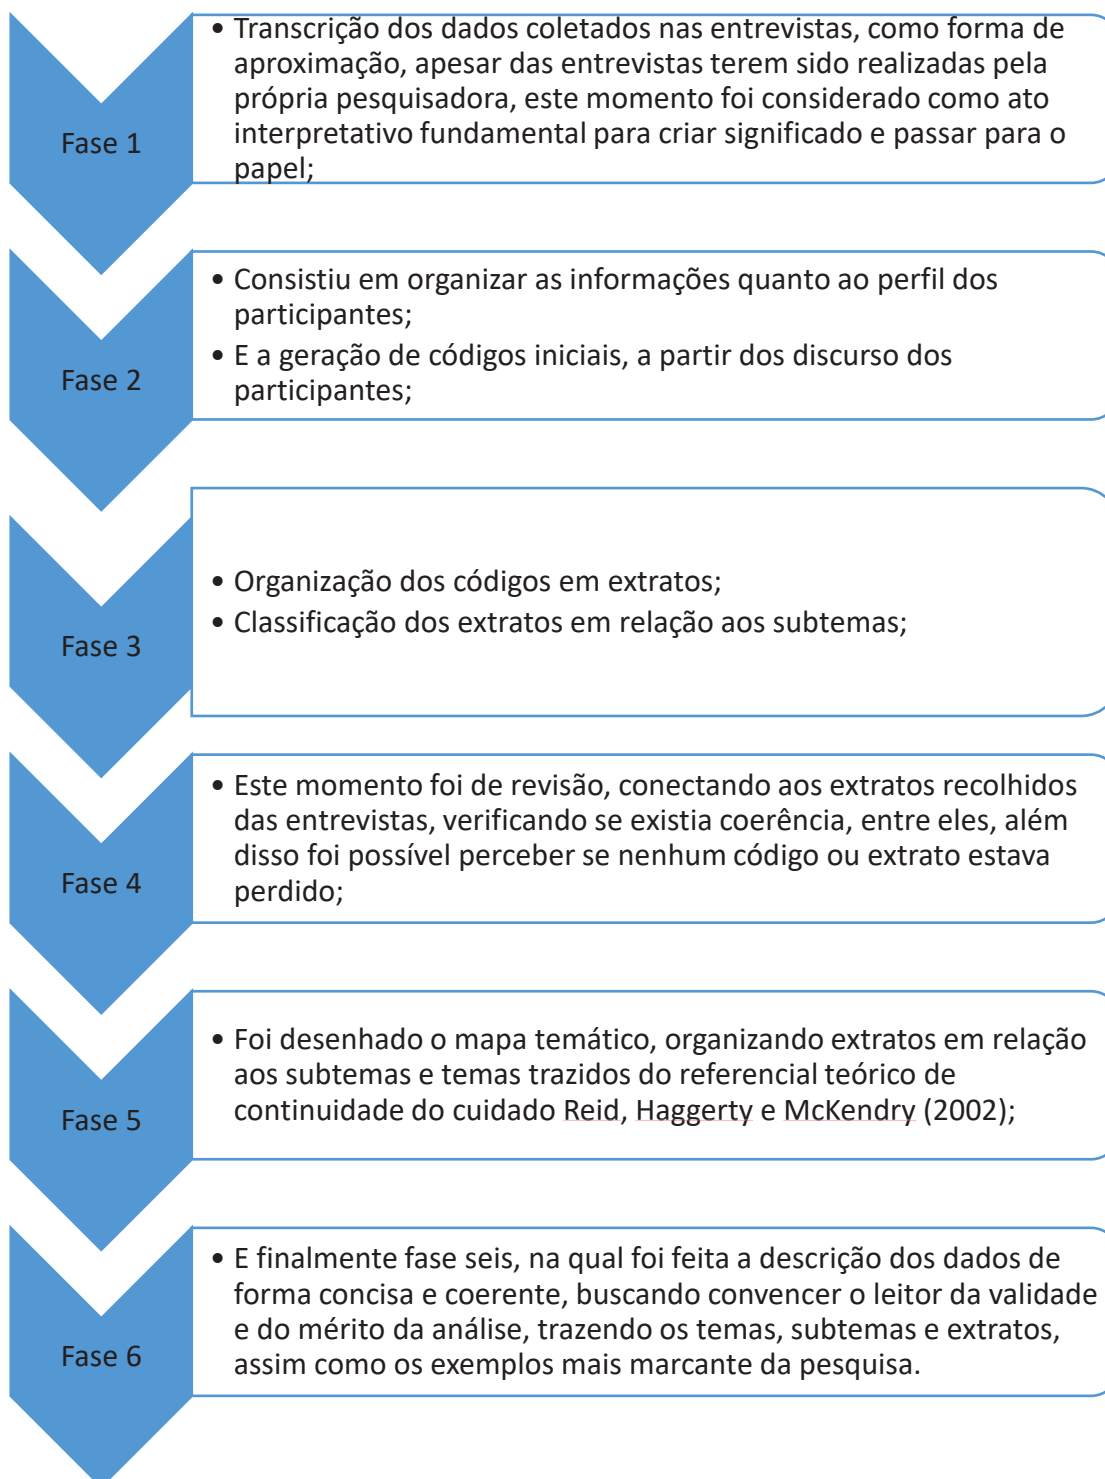 Fase 1
• Transcrição dos dados coletados nas entrevistas, como forma de
aproximação, apesar das entrevistas terem sido realizadas pela
própria pesquisadora, este momento foi considerado como ato
interpretativo fundamental para criar significado e passar para o
papel;
Fase 2
• Consistiu em organizar as informações quanto ao perfil dos
participantes;
• E a geração de códigos iniciais, a partir dos discurso dos
participantes;
Fase 3
• Organização dos códigos em extratos;
• Classificação dos extratos em relação aos subtemas;
Fase 4
• Este momento foi de revisão, conectando aos extratos recolhidos
das entrevistas, verificando se existia coerência, entre eles, além
disso foi possível perceber se nenhum código ou extrato estava
perdido;
Fase 5
• Foi desenhado o mapa temático, organizando extratos em relação
aos subtemas e temas trazidos do referencial teórico de
continuidade do cuidado Reid, Haggerty e McKendry (2002);
Fase 6
• E finalmente fase seis, na qual foi feita a descrição dos dados de
forma concisa e coerente, buscando convencer o leitor da validade
e do mérito da análise, trazendo os temas, subtemas e extratos,
assim como os exemplos mais marcante da pesquisa.